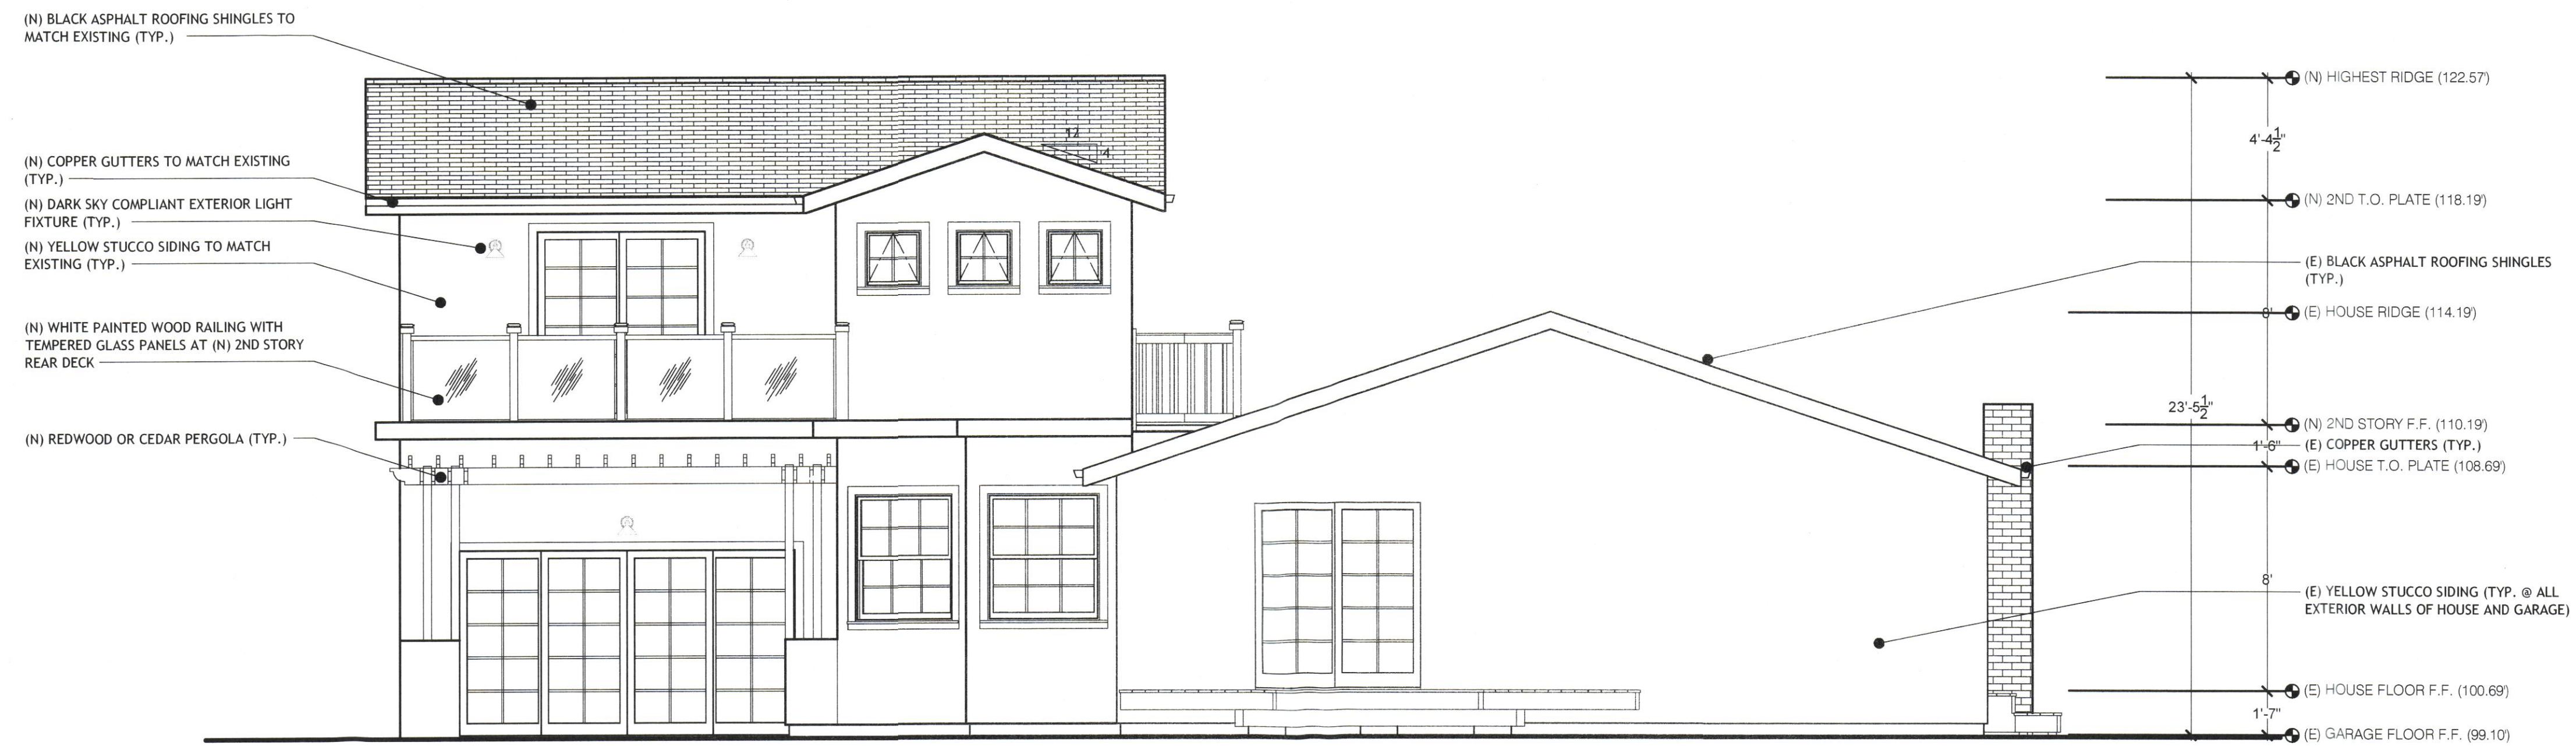 (N) BLACK ASPHALT ROOFING SHINGLES TO
MATCH EXISTING (TYP.)
(N) COPPER GUTTERS TO MATCH EXISTING
(TYP.)
(N) DARK SKY COMPLIANT EXTERIOR LIGHT
FIXTURE (TYP.)
(N) YELLOW STUCCO SIDING TO MATCH
EXISTING (TYP.)
(N) WHITE PAINTED WOOD RAILING WITH
TEMPERED GLASS PANELS AT (N) 2ND STORY
REAR DECK
(N) REDWOOD OR CEDAR PERGOLA (TYP.)
12
4
(N) HIGHEST RIDGE (122.57')
4'-4 1/2"
(N) 2ND T.O. PLATE (118.19')
(E) BLACK ASPHALT ROOFING SHINGLES
(TYP.)
8'
(E) HOUSE RIDGE (114.19')
23'-5 1/2"
(N) 2ND STORY F.F. (110.19')
1'-6"
(E) COPPER GUTTERS (TYP.)
(E) HOUSE T.O. PLATE (108.69')
8'
(E) YELLOW STUCCO SIDING (TYP. @ ALL
EXTERIOR WALLS OF HOUSE AND GARAGE)
(E) HOUSE FLOOR F.F. (100.69')
1'-7"
(E) GARAGE FLOOR F.F. (99.10')